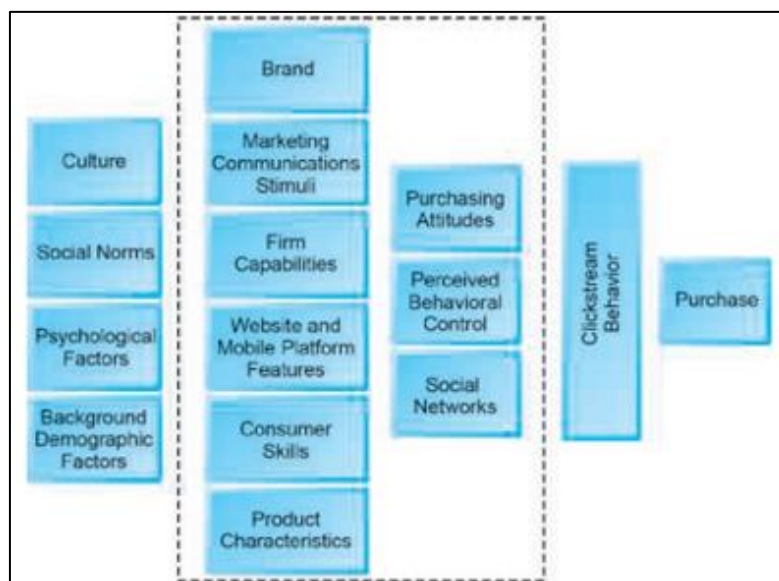 Culture
Social Norms
Psychological
Factors
Background
Demographic
Factors
Brand
Marketing
Communications
Stimuli
Firm
Capabilities
Website and
Mobile Platform
Features
Consumer
Skills
Product
Characteristics
Purchasing
Attitudes
Perceived
Behavioral
Control
Social
Networks
Clickstream
Behavior
Purchase